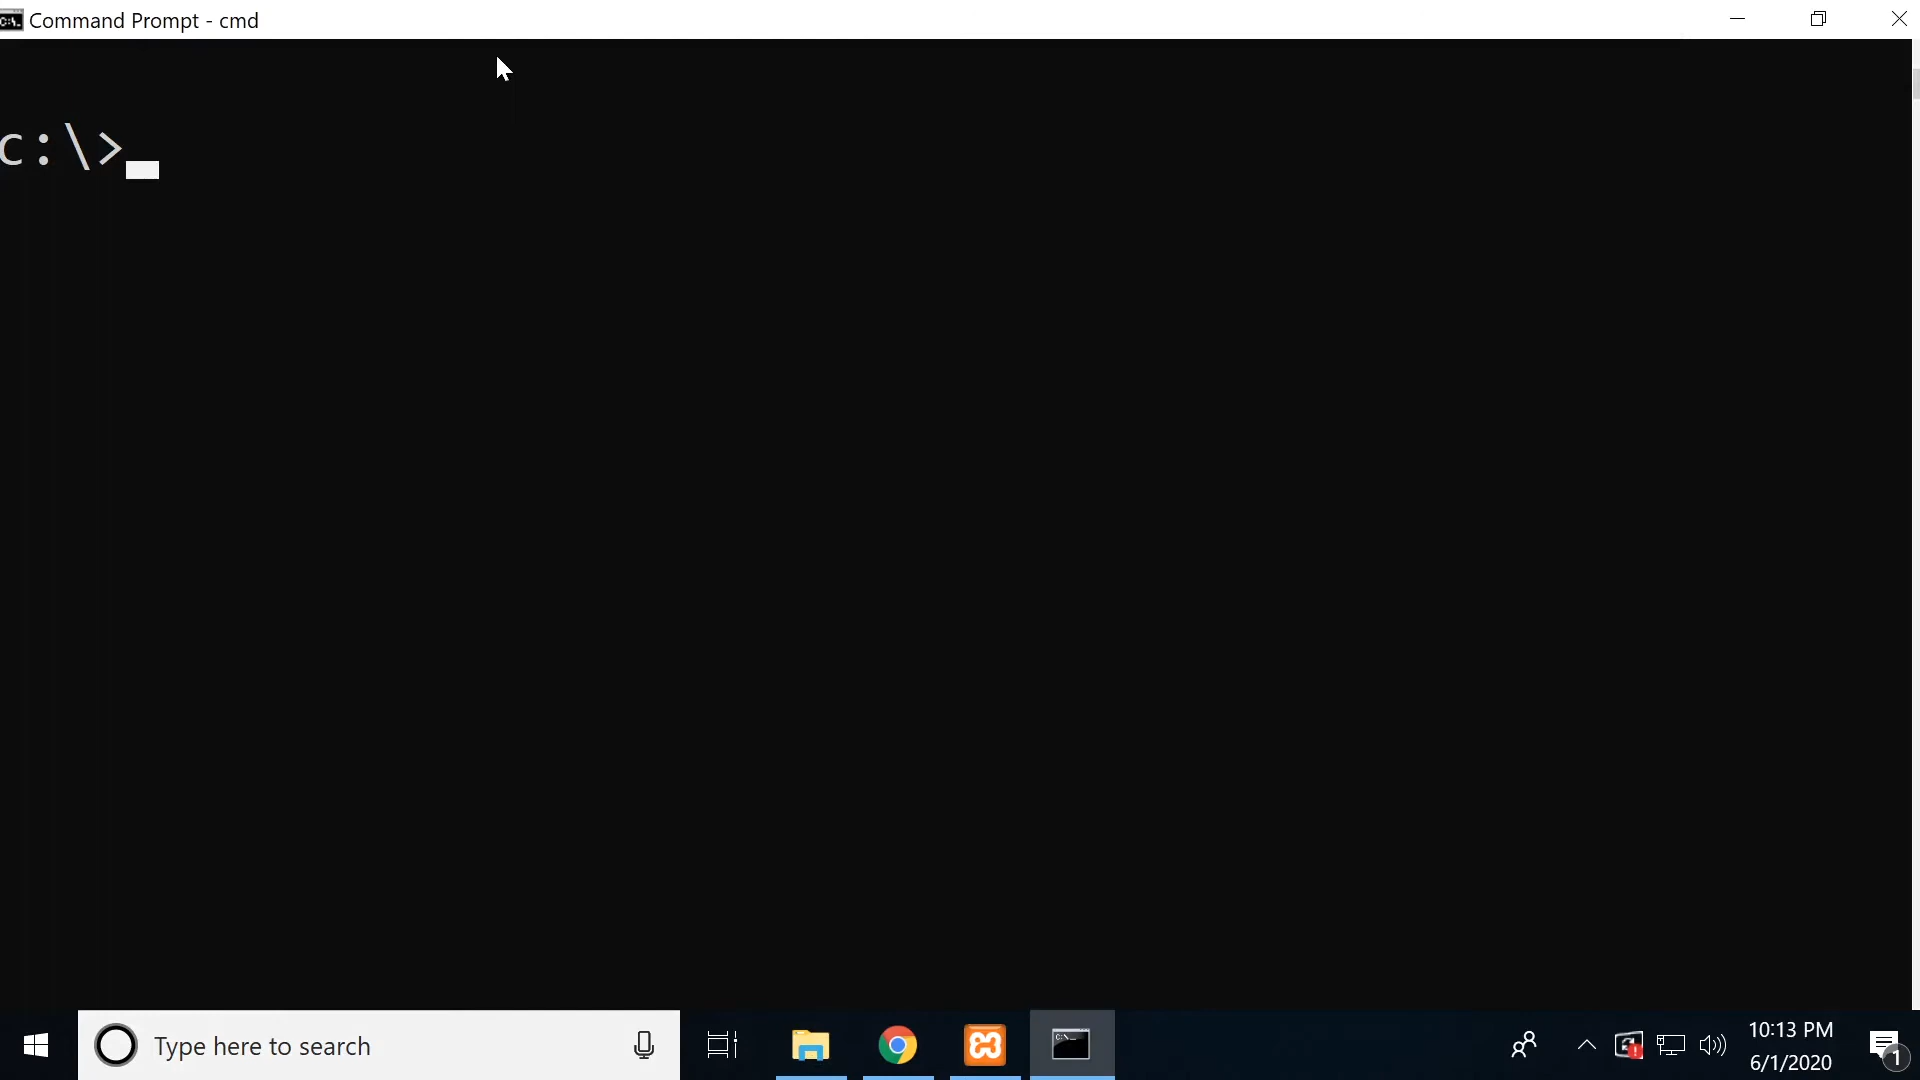 Command Prompt - cmd
c:\>
Type here to search
10:13 PM
6/1/2020
1